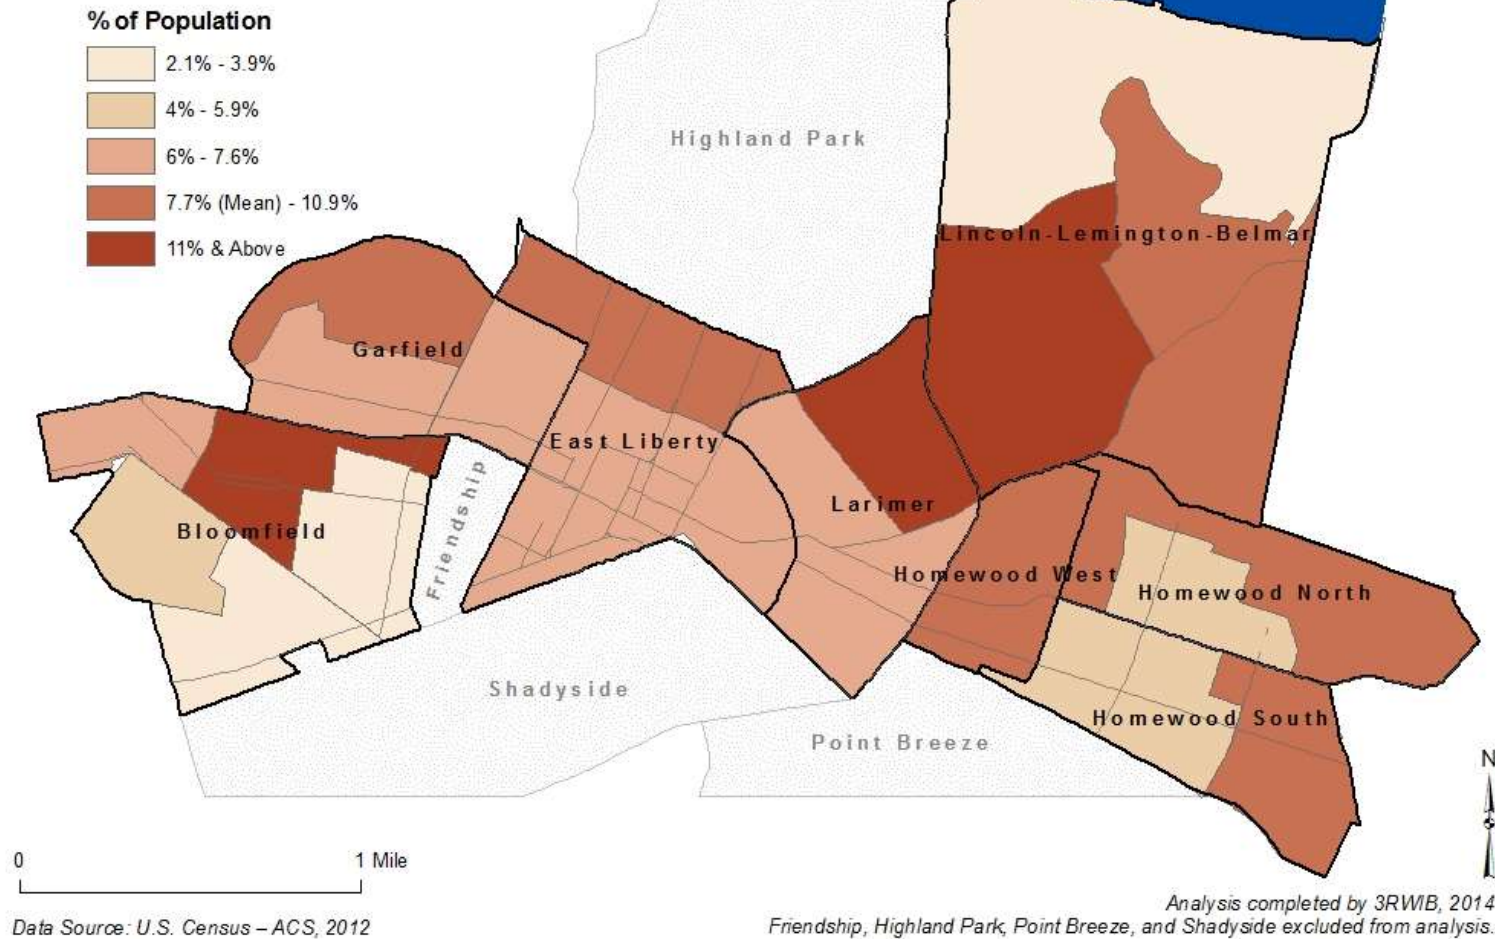 % of Population
2.1% - 3.9%
4% - 5.9%
6% - 7.6%
7.7% (Mean) - 10.9%
11% & Above
Highland Park
Lincoln-Lemington-Belmar
Garfield
East Liberty
Larimer
Bloomfield
Friendship
Homewood West
Homewood North
Shadyside
Homewood South
Point Breeze
N
0 1 Mile
Analysis completed by 3RWIB, 2014
Data Source: U.S. Census – ACS, 2012
Friendship, Highland Park, Point Breeze, and Shadyside excluded from analysis.